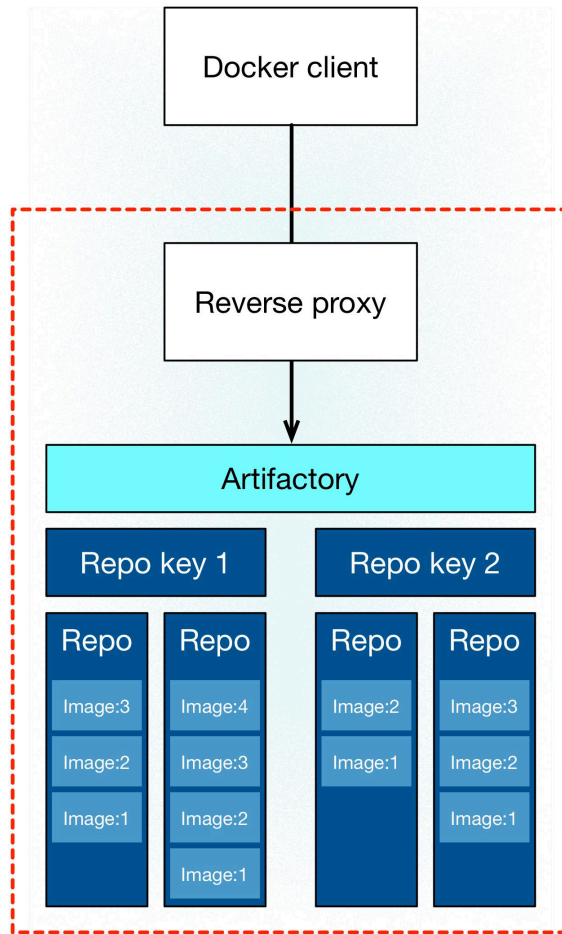 Docker client
Reverse proxy
Artifactory
Repo key 1
Repo key 2
Repo
Image:3
Image:2
Image:1
Repo
Image:4
Image:3
Image:2
Image:1
Repo
Image:2
Image:1
Repo
Image:3
Image:2
Image:1